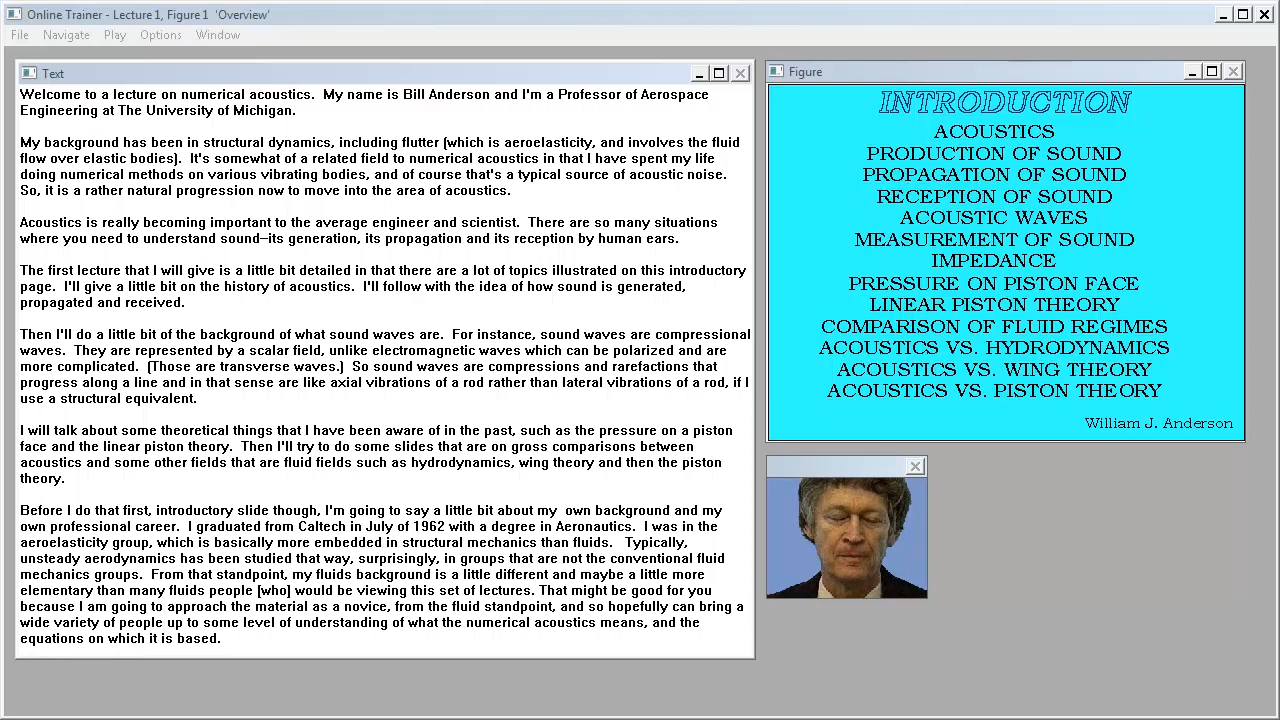 Online Trainer - Lecture 1, Figure 1  'Overview'
File Navigate Play Options Window
Text
Welcome to a lecture on numerical acoustics.  My name is Bill Anderson and I'm a Professor of Aerospace
Engineering at The University of Michigan.
My background has been in structural dynamics, including flutter (which is aeroelasticity, and involves the fluid
flow over elastic bodies).  It's somewhat of a related field to numerical acoustics in that I have spent my life
doing numerical methods on various vibrating bodies, and of course that's a typical source of acoustic noise.
So, it is a rather natural progression now to move into the area of acoustics.
Acoustics is really becoming important to the average engineer and scientist.  There are so many situations
where you need to understand sound–its generation, its propagation and its reception by human ears.
The first lecture that I will give is a little bit detailed in that there are a lot of topics illustrated on this introductory
page.  I'll give a little bit on the history of acoustics.  I'll follow with the idea of how sound is generated,
propagated and received.
Then I'll do a little bit of the background of what sound waves are.  For instance, sound waves are compressional
waves.  They are represented by a scalar field, unlike electromagnetic waves which can be polarized and are
more complicated.  (Those are transverse waves.)  So sound waves are compressions and rarefactions that
progress along a line and in that sense are like axial vibrations of a rod rather than lateral vibrations of a rod, if I
use a structural equivalent.
I will talk about some theoretical things that I have been aware of in the past, such as the pressure on a piston
face and the linear piston theory.  Then I'll try to do some slides that are on gross comparisons between
acoustics and some other fields that are fluid fields such as hydrodynamics, wing theory and then the piston
theory.
Before I do that first, introductory slide though, I'm going to say a little bit about my  own background and my
own professional career.  I graduated from Caltech in July of 1962 with a degree in Aeronautics.  I was in the
aeroelasticity group, which is basically more embedded in structural mechanics than fluids.   Typically,
unsteady aerodynamics has been studied that way, surprisingly, in groups that are not the conventional fluid
mechanics groups.  From that standpoint, my fluids background is a little different and maybe a little more
elementary than many fluids people [who] would be viewing this set of lectures. That might be good for you
because I am going to approach the material as a novice, from the fluid standpoint, and so hopefully can bring a
wide variety of people up to some level of understanding of what the numerical acoustics means, and the
equations on which it is based.
Figure
INTRODUCTION
ACOUSTICS
PRODUCTION OF SOUND
PROPAGATION OF SOUND
RECEPTION OF SOUND
ACOUSTIC WAVES
MEASUREMENT OF SOUND
IMPEDANCE
PRESSURE ON PISTON FACE
LINEAR PISTON THEORY
COMPARISON OF FLUID REGIMES
ACOUSTICS VS. HYDRODYNAMICS
ACOUSTICS VS. WING THEORY
ACOUSTICS VS. PISTON THEORY
William J. Anderson